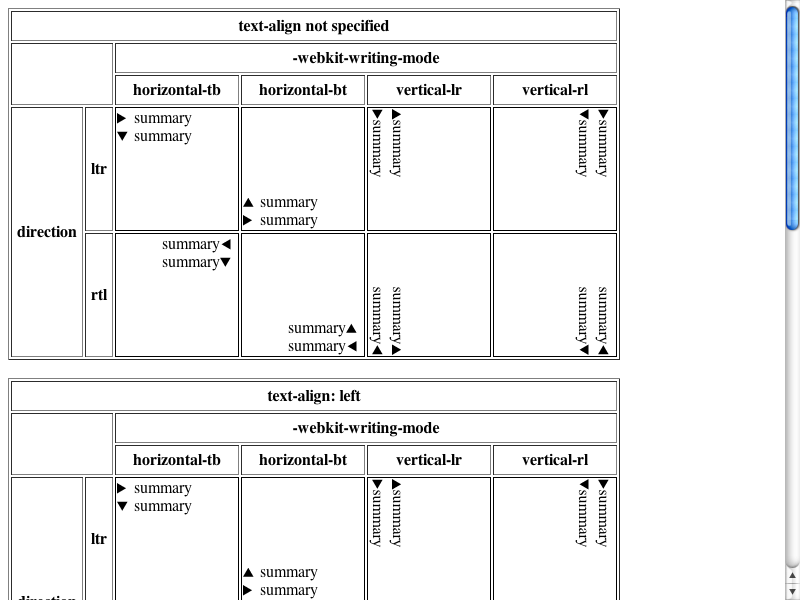 text-align not specified
-webkit-writing-mode
horizontal-tb horizontal-bt vertical-lr vertical-rl
direction
ltr
▶ summary
▼ summary
▲ summary
▶ summary
▼ summary
▶ summary
◀ summary
▼ summary
rtl
summary◀
summary▼
summary▲
summary◀
summary▲
summary▶
summary◀
summary▲
text-align: left
-webkit-writing-mode
horizontal-tb horizontal-bt vertical-lr vertical-rl
ltr
▶ summary
▼ summary
▲ summary
▶ summary
▼ summary
▶ summary
◀ summary
▼ summary
direction